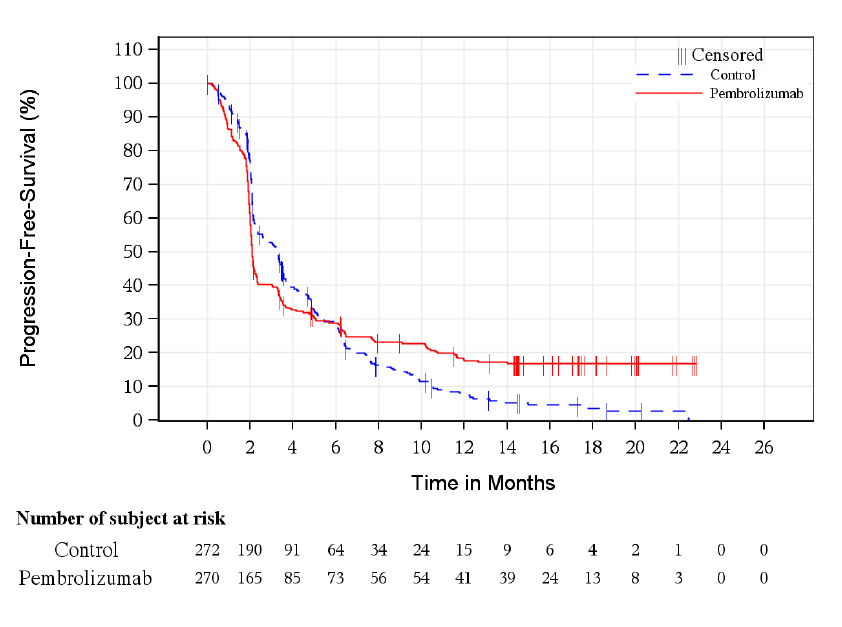 Progression-Free-Survival (%)
110
100
90
80
70
60
50
40
30
20
10
0
Censored
Control
Pembrolizumab
0 2 4 6 8 10 12 14 16 18 20 22 24 26
Time in Months
Number of subject at risk
Control 272 190 91 64 34 24 15 9 6 4 2 1 0 0
Pembrolizumab 270 165 85 73 56 54 41 39 24 13 8 3 0 0